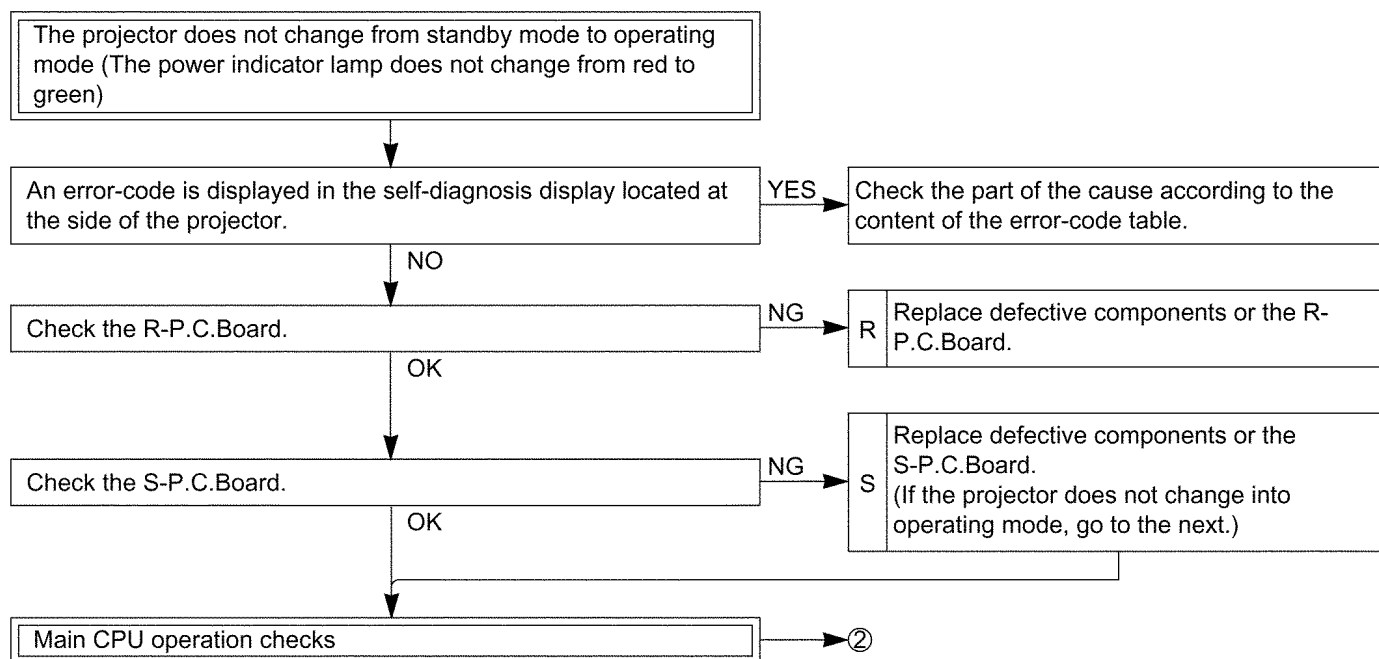 The projector does not change from standby mode to operating
mode (The power indicator lamp does not change from red to
green)
An error-code is displayed in the self-diagnosis display located at
the side of the projector.
YES
Check the part of the cause according to the
content of the error-code table.
NO
Check the R-P.C.Board.
NG
R
Replace defective components or the R-
P.C.Board.
OK
Check the S-P.C.Board.
NG
S
Replace defective components or the
S-P.C.Board.
(If the projector does not change into
operating mode, go to the next.)
OK
Main CPU operation checks
②